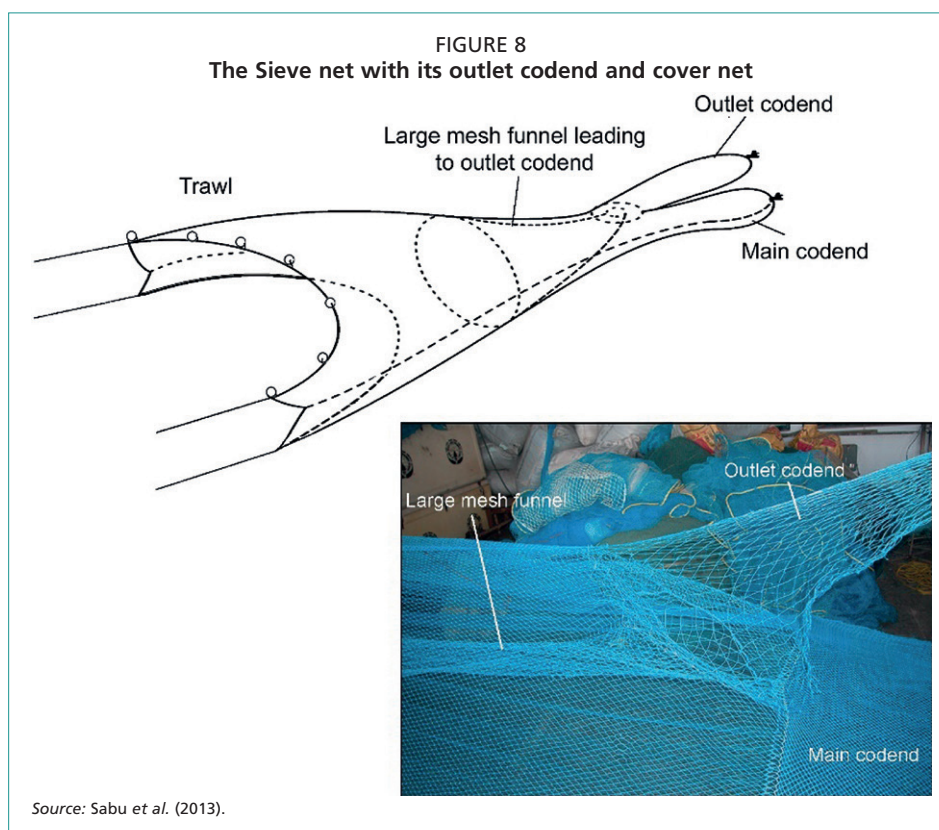 FIGURE 8
The Sieve net with its outlet codend and cover net
Outlet codend
Large mesh funnel leading
to outlet codend
Trawl
Main codend
Outlet codend
Large mesh funnel
Main codend
Source: Sabu et al. (2013).